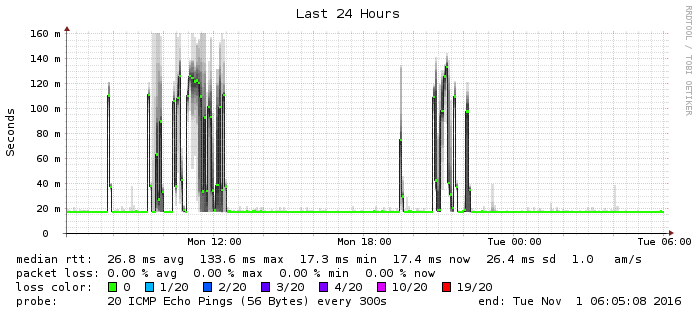 Last 24 Hours
RRDTOOL / TOBI OETIKER
Seconds
160 m
140 m
120 m
100 m
80 m
60 m
40 m
20 m
0
Mon 12:00 Mon 18:00 Tue 00:00 Tue 06:00
median rtt: 26.8 ms avg 133.6 ms max 17.3 ms min 17.4 ms now 26.4 ms sd 1.0 am/s
packet loss: 0.00 % avg 0.00 % max 0.00 % min 0.00 % now
loss color: 0 1/20 2/20 3/20 4/20 10/20 19/20
probe: 20 ICMP Echo Pings (56 Bytes) every 300s end: Tue Nov 1 06:05:08 2016